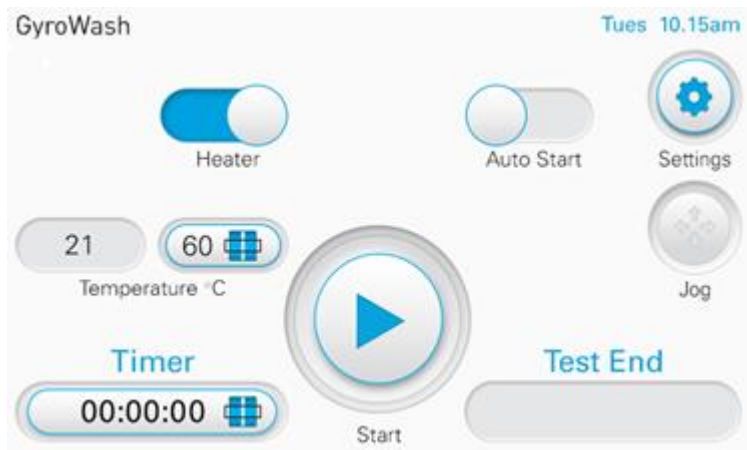 GyroWash
Tues 10.15am
Heater
Auto Start
Settings
21
60
Temperature °C
Jog
Timer
Test End
00:00:00
Start